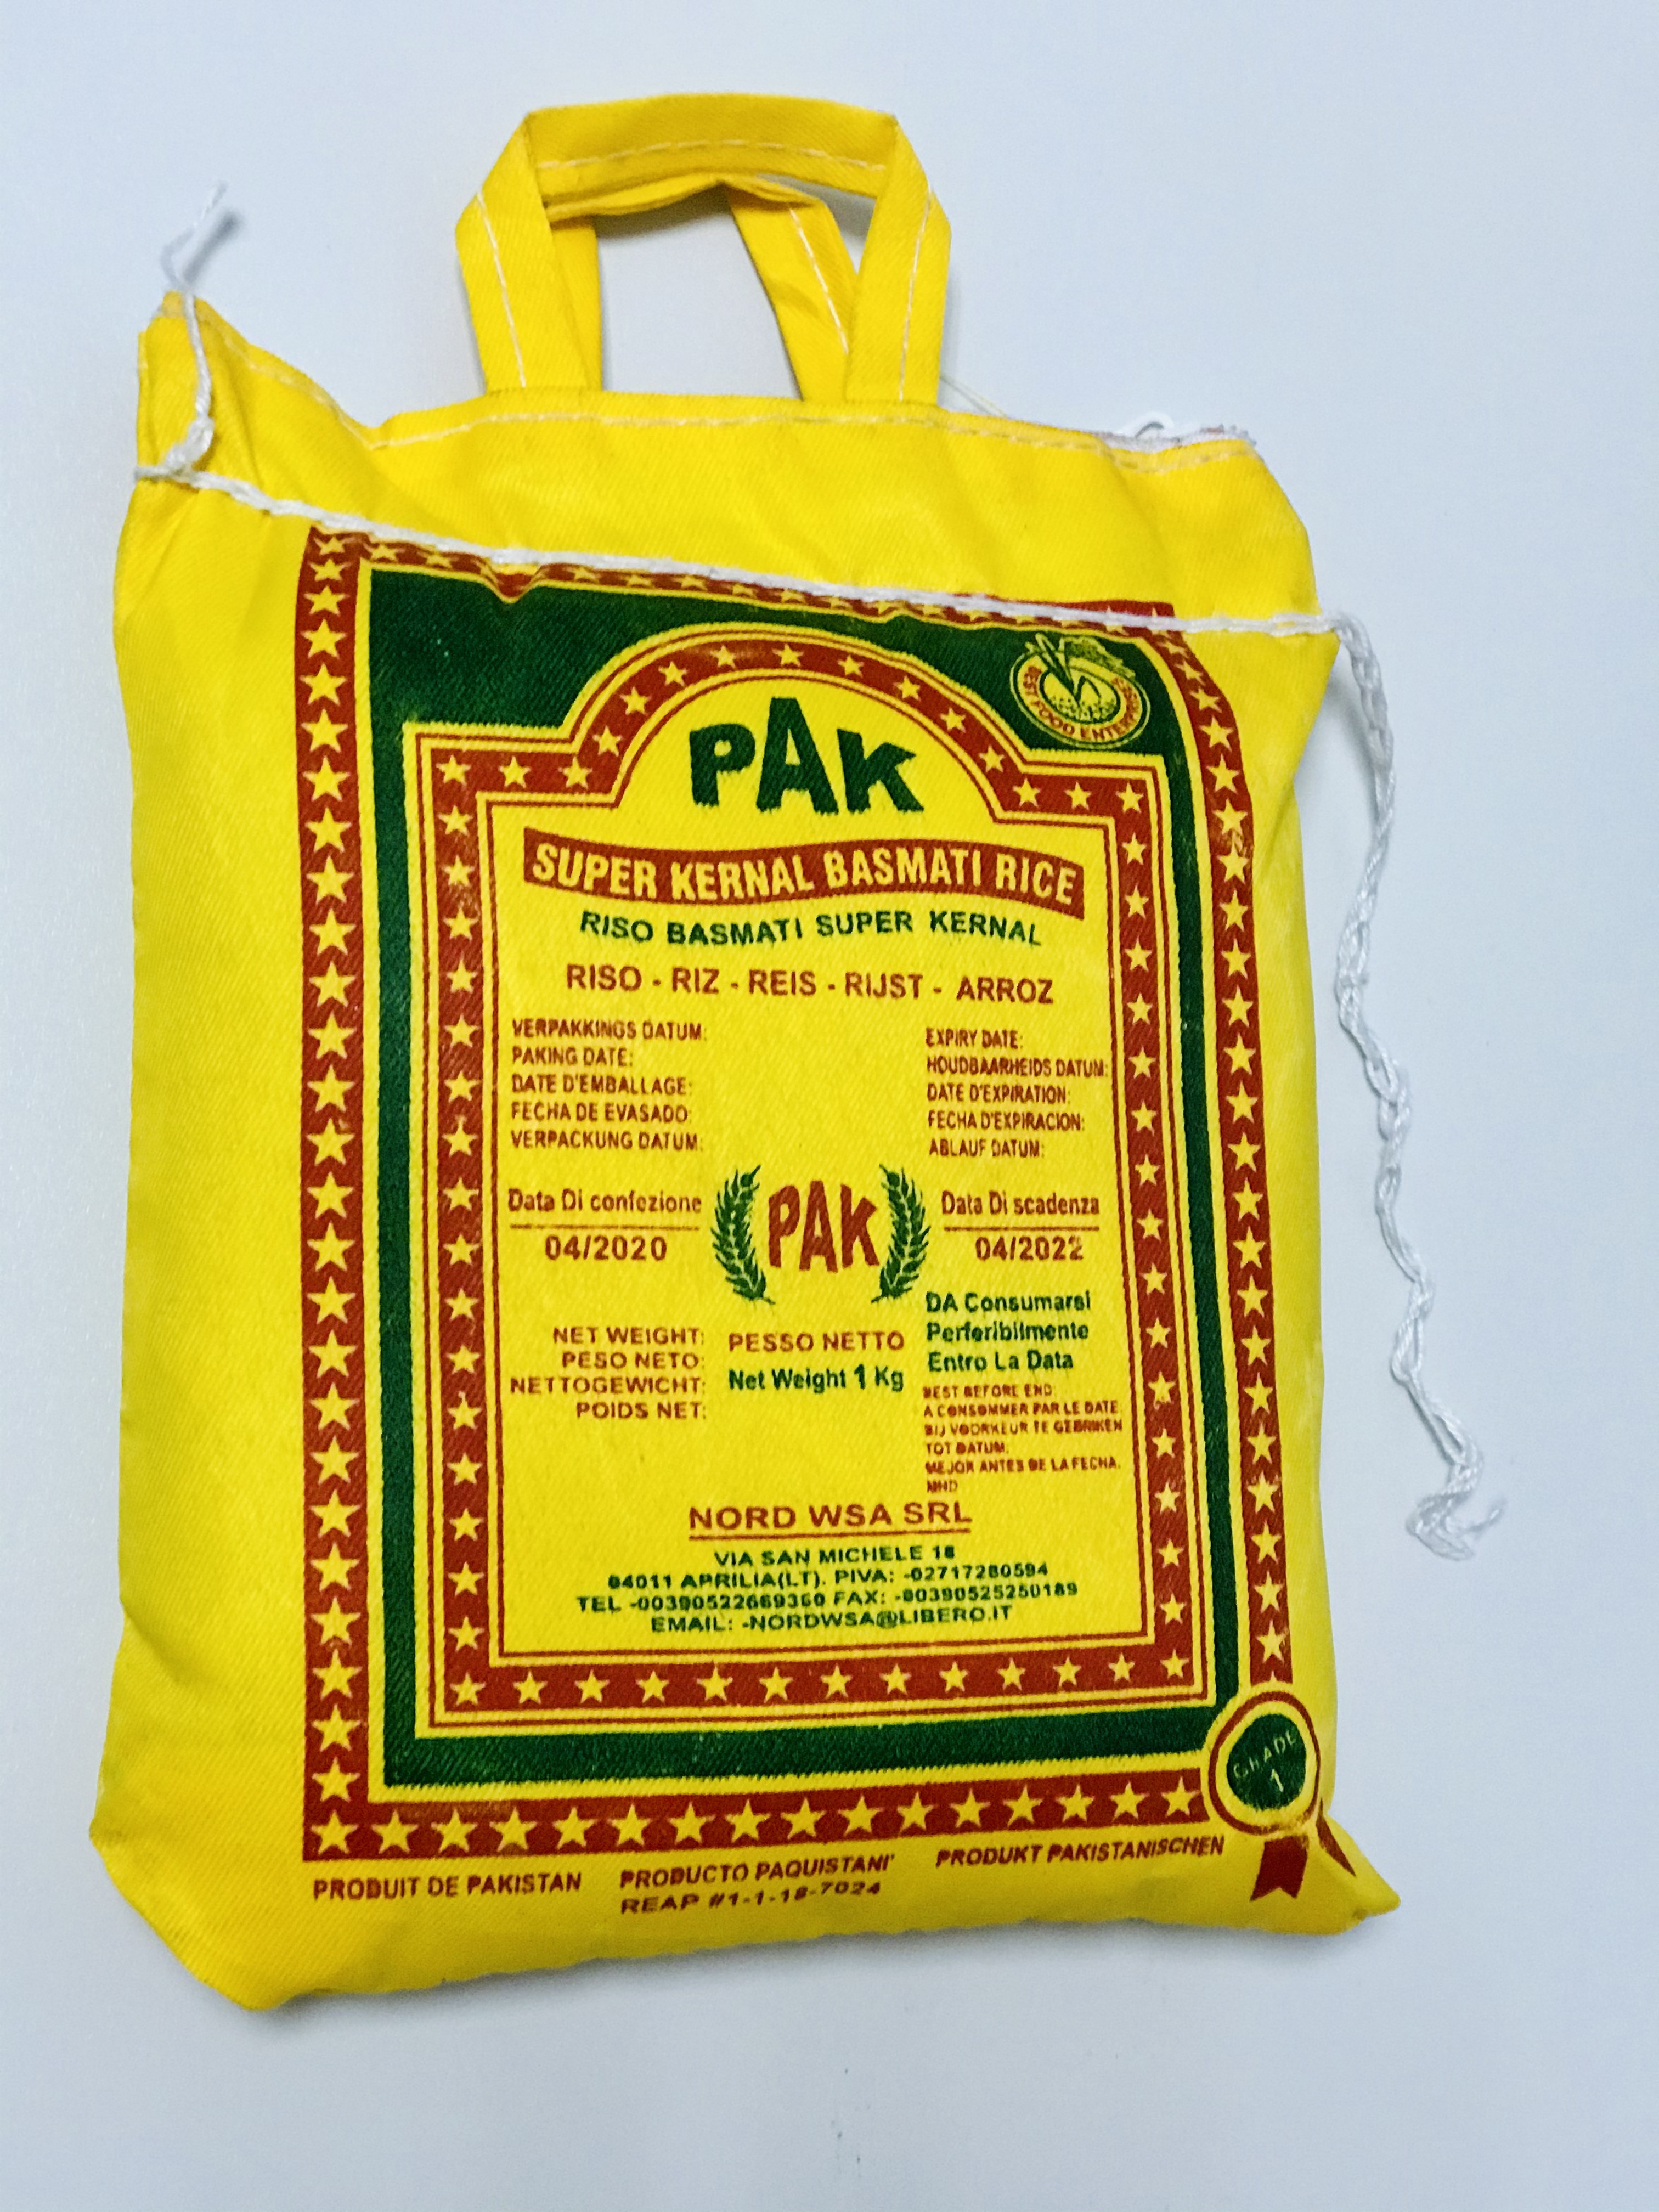 BEST FOOD ENTERPRISES
PAK
SUPER KERNAL BASMATI RICE
RISO BASMATI SUPER KERNAL
RISO - RIZ - REIS - RIJST - ARROZ
VERPAKKINGS DATUM:
PAKING DATE:
DATE D'EMBALLAGE:
FECHA DE EVASADO:
VERPACKUNG DATUM:
EXPIRY DATE:
HOUDBAARHEIDS DATUM:
DATE D'EXPIRATION:
FECHA D'EXPIRACION:
ABLAUF DATUM:
Data Di confezione
04/2020
PAK
Data Di scadenza
04/2022
NET WEIGHT:
PESO NETO:
NETTOGEWICHT:
POIDS NET:
PESSO NETTO
Net Weight 1 Kg
DA Consumarsi
Perferibilmente
Entro La Data
BEST BEFORE END:
A CONSOMMER PAR LE DATE.
BIJ VOORKEUR TE GEBRIKEN
TOT DATUM.
MEJOR ANTES DE LA FECHA.
MHD
NORD WSA SRL
VIA SAN MICHELE 18
04011 APRILIA(LT). PIVA: -02717280594
TEL -00390522669360 FAX: -00390525250189
EMAIL: -NORDWSA@LIBERO.IT
GRADE
1
PRODUIT DE PAKISTAN
PRODUCTO PAQUISTANI'
PRODUKT PAKISTANISCHEN
REAP #1-1-18-7024